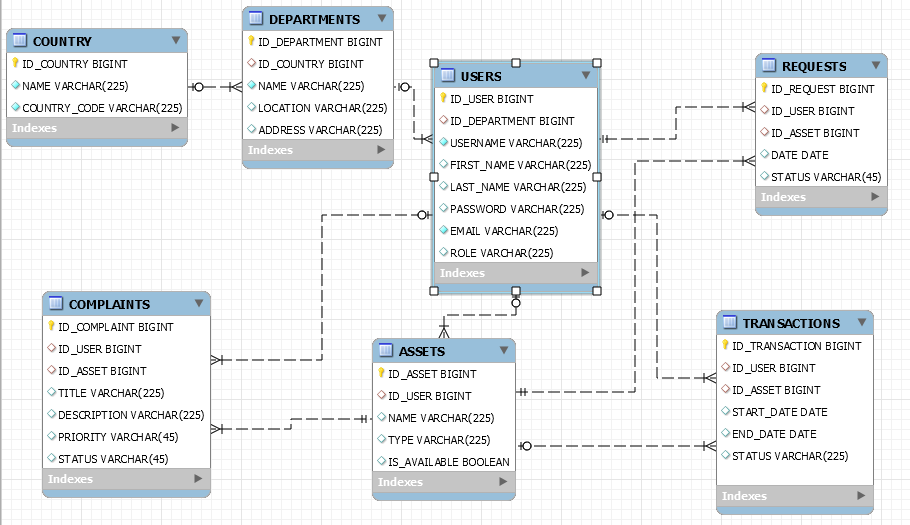 COUNTRY
ID_COUNTRY BIGINT
NAME VARCHAR(225)
COUNTRY_CODE VARCHAR(225)
Indexes
DEPARTMENTS
ID_DEPARTMENT BIGINT
ID_COUNTRY BIGINT
NAME VARCHAR(225)
LOCATION VARCHAR(225)
ADDRESS VARCHAR(225)
Indexes
USERS
ID_USER BIGINT
ID_DEPARTMENT BIGINT
USERNAME VARCHAR(225)
FIRST_NAME VARCHAR(225)
LAST_NAME VARCHAR(225)
PASSWORD VARCHAR(225)
EMAIL VARCHAR(225)
ROLE VARCHAR(225)
Indexes
REQUESTS
ID_REQUEST BIGINT
ID_USER BIGINT
ID_ASSET BIGINT
DATE DATE
STATUS VARCHAR(45)
Indexes
COMPLAINTS
ID_COMPLAINT BIGINT
ID_USER BIGINT
ID_ASSET BIGINT
TITLE VARCHAR(225)
DESCRIPTION VARCHAR(225)
PRIORITY VARCHAR(45)
STATUS VARCHAR(45)
Indexes
ASSETS
ID_ASSET BIGINT
ID_USER BIGINT
NAME VARCHAR(225)
TYPE VARCHAR(225)
IS_AVAILABLE BOOLEAN
Indexes
TRANSACTIONS
ID_TRANSACTION BIGINT
ID_USER BIGINT
ID_ASSET BIGINT
START_DATE DATE
END_DATE DATE
STATUS VARCHAR(225)
Indexes